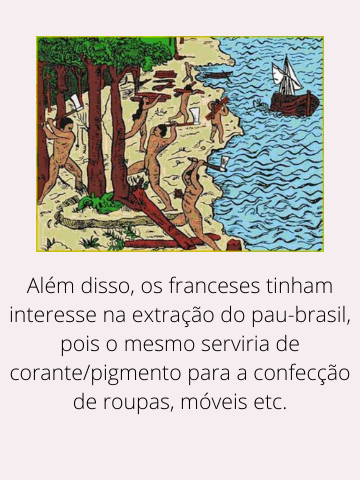 Além disso, os franceses tinham
interesse na extração do pau-brasil,
pois o mesmo serviria de
corante/pigmento para a confecção
de roupas, móveis etc.